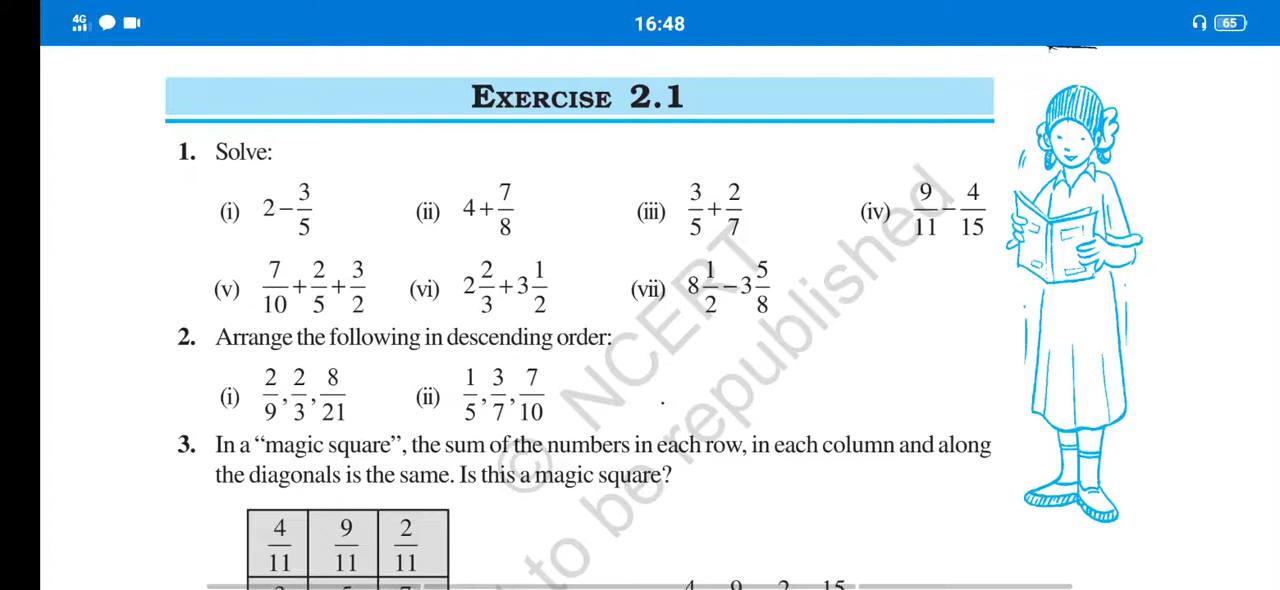 4G 16:48 65
EXERCISE 2.1
1. Solve:
(i) 2 − 3/5 (ii) 4 + 7/8 (iii) 3/5 + 2/7 (iv) 9/11 − 4/15
(v) 7/10 + 2/5 + 3/2 (vi) 2 2/3 + 3 1/2 (vii) 8 1/2 − 3 5/8
2. Arrange the following in descending order:
(i) 2/9, 2/3, 8/21 (ii) 1/5, 3/7, 7/10 .
3. In a “magic square”, the sum of the numbers in each row, in each column and along
the diagonals is the same. Is this a magic square?
4/11 9/11 2/11
© NCERT
to be republished